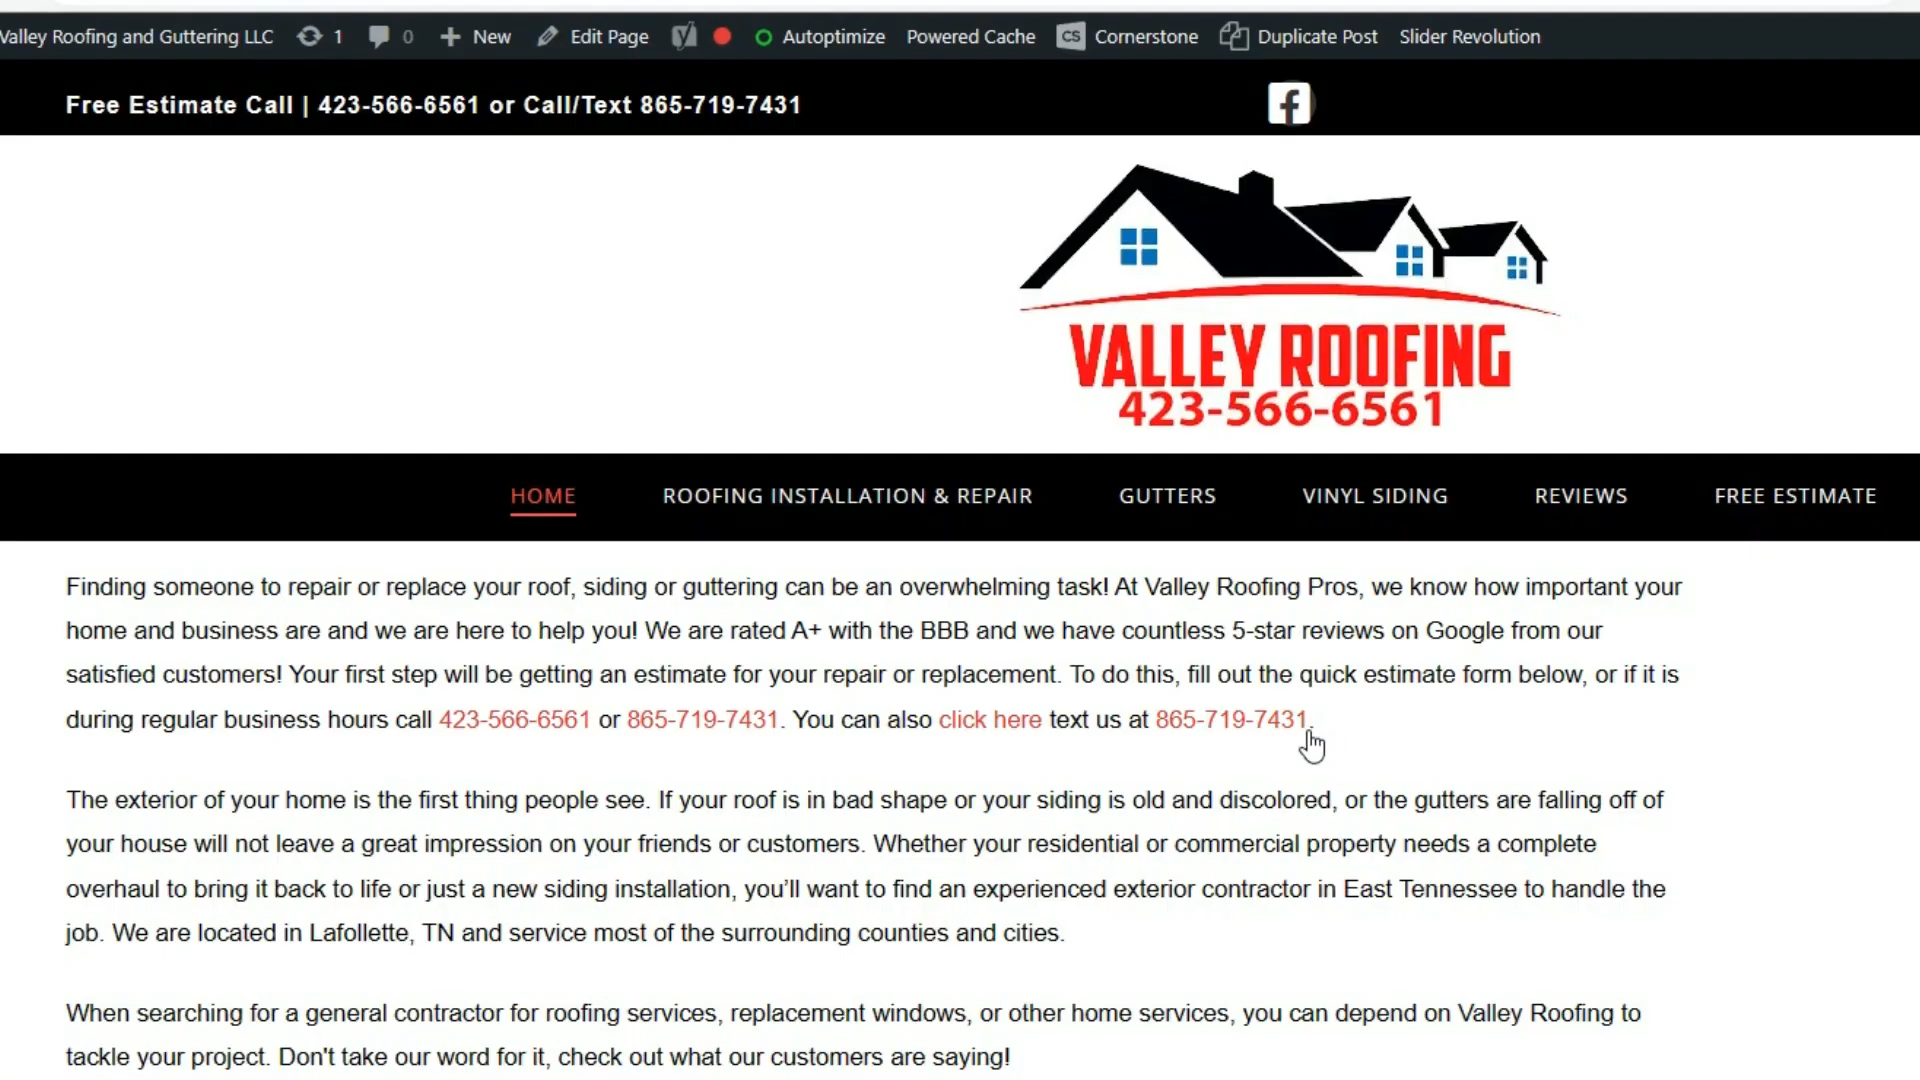 Valley Roofing and Guttering LLC 1 0 New Edit Page Autoptimize Powered Cache CS Cornerstone Duplicate Post Slider Revolution
Free Estimate Call | 423-566-6561 or Call/Text 865-719-7431
VALLEY ROOFING
423-566-6561
HOME ROOFING INSTALLATION & REPAIR GUTTERS VINYL SIDING REVIEWS FREE ESTIMATE
Finding someone to repair or replace your roof, siding or guttering can be an overwhelming task! At Valley Roofing Pros, we know how important your
home and business are and we are here to help you! We are rated A+ with the BBB and we have countless 5-star reviews on Google from our
satisfied customers! Your first step will be getting an estimate for your repair or replacement. To do this, fill out the quick estimate form below, or if it is
during regular business hours call 423-566-6561 or 865-719-7431. You can also click here text us at 865-719-7431.
The exterior of your home is the first thing people see. If your roof is in bad shape or your siding is old and discolored, or the gutters are falling off of
your house will not leave a great impression on your friends or customers. Whether your residential or commercial property needs a complete
overhaul to bring it back to life or just a new siding installation, you’ll want to find an experienced exterior contractor in East Tennessee to handle the
job. We are located in Lafollette, TN and service most of the surrounding counties and cities.
When searching for a general contractor for roofing services, replacement windows, or other home services, you can depend on Valley Roofing to
tackle your project. Don't take our word for it, check out what our customers are saying!